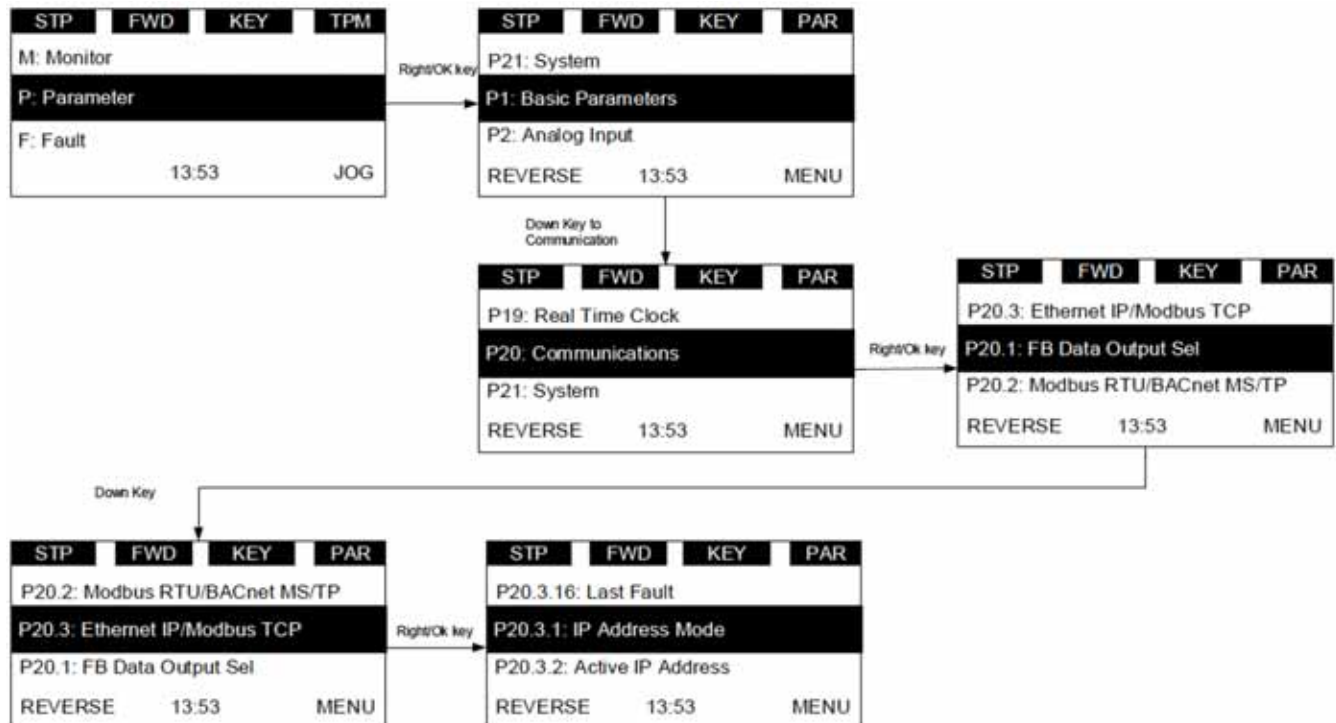 STP FWD KEY TPM
M: Monitor
P: Parameter
F: Fault
13:53 JOG
Right/OK key
STP FWD KEY PAR
P21: System
P1: Basic Parameters
P2: Analog Input
REVERSE 13:53 MENU
Down Key to
Communication
STP FWD KEY PAR
P19: Real Time Clock
P20: Communications
P21: System
REVERSE 13:53 MENU
Right/Ok key
STP FWD KEY PAR
P20.3: Ethernet IP/Modbus TCP
P20.1: FB Data Output Sel
P20.2: Modbus RTU/BACnet MS/TP
REVERSE 13:53 MENU
Down Key
STP FWD KEY PAR
P20.2: Modbus RTU/BACnet MS/TP
P20.3: Ethernet IP/Modbus TCP
P20.1: FB Data Output Sel
REVERSE 13:53 MENU
Right/Ok key
STP FWD KEY PAR
P20.3.16: Last Fault
P20.3.1: IP Address Mode
P20.3.2: Active IP Address
REVERSE 13:53 MENU